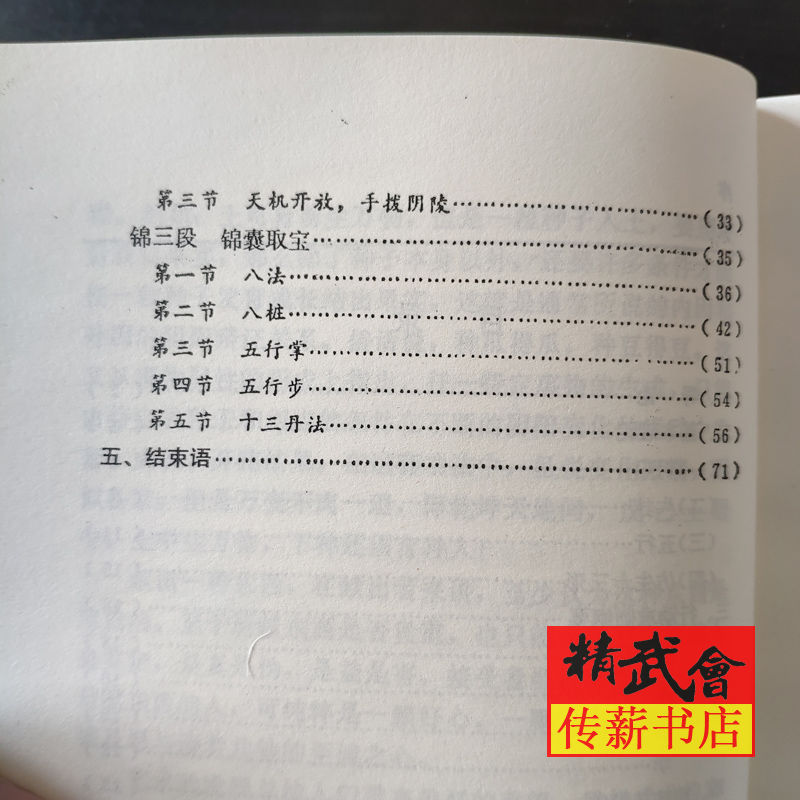 第三节 天机开放，手拨阴陵……………………(33)
锦三段 锦囊取宝……………………………………(35)
第一节 八法……………………………………(36)
第二节 八桩……………………………………(42)
第三节 五行掌…………………………………(51)
第四节 五行步…………………………………(54)
第五节 十三丹法………………………………(56)
五、结束语……………………………………………(71)
精武會
传薪书店